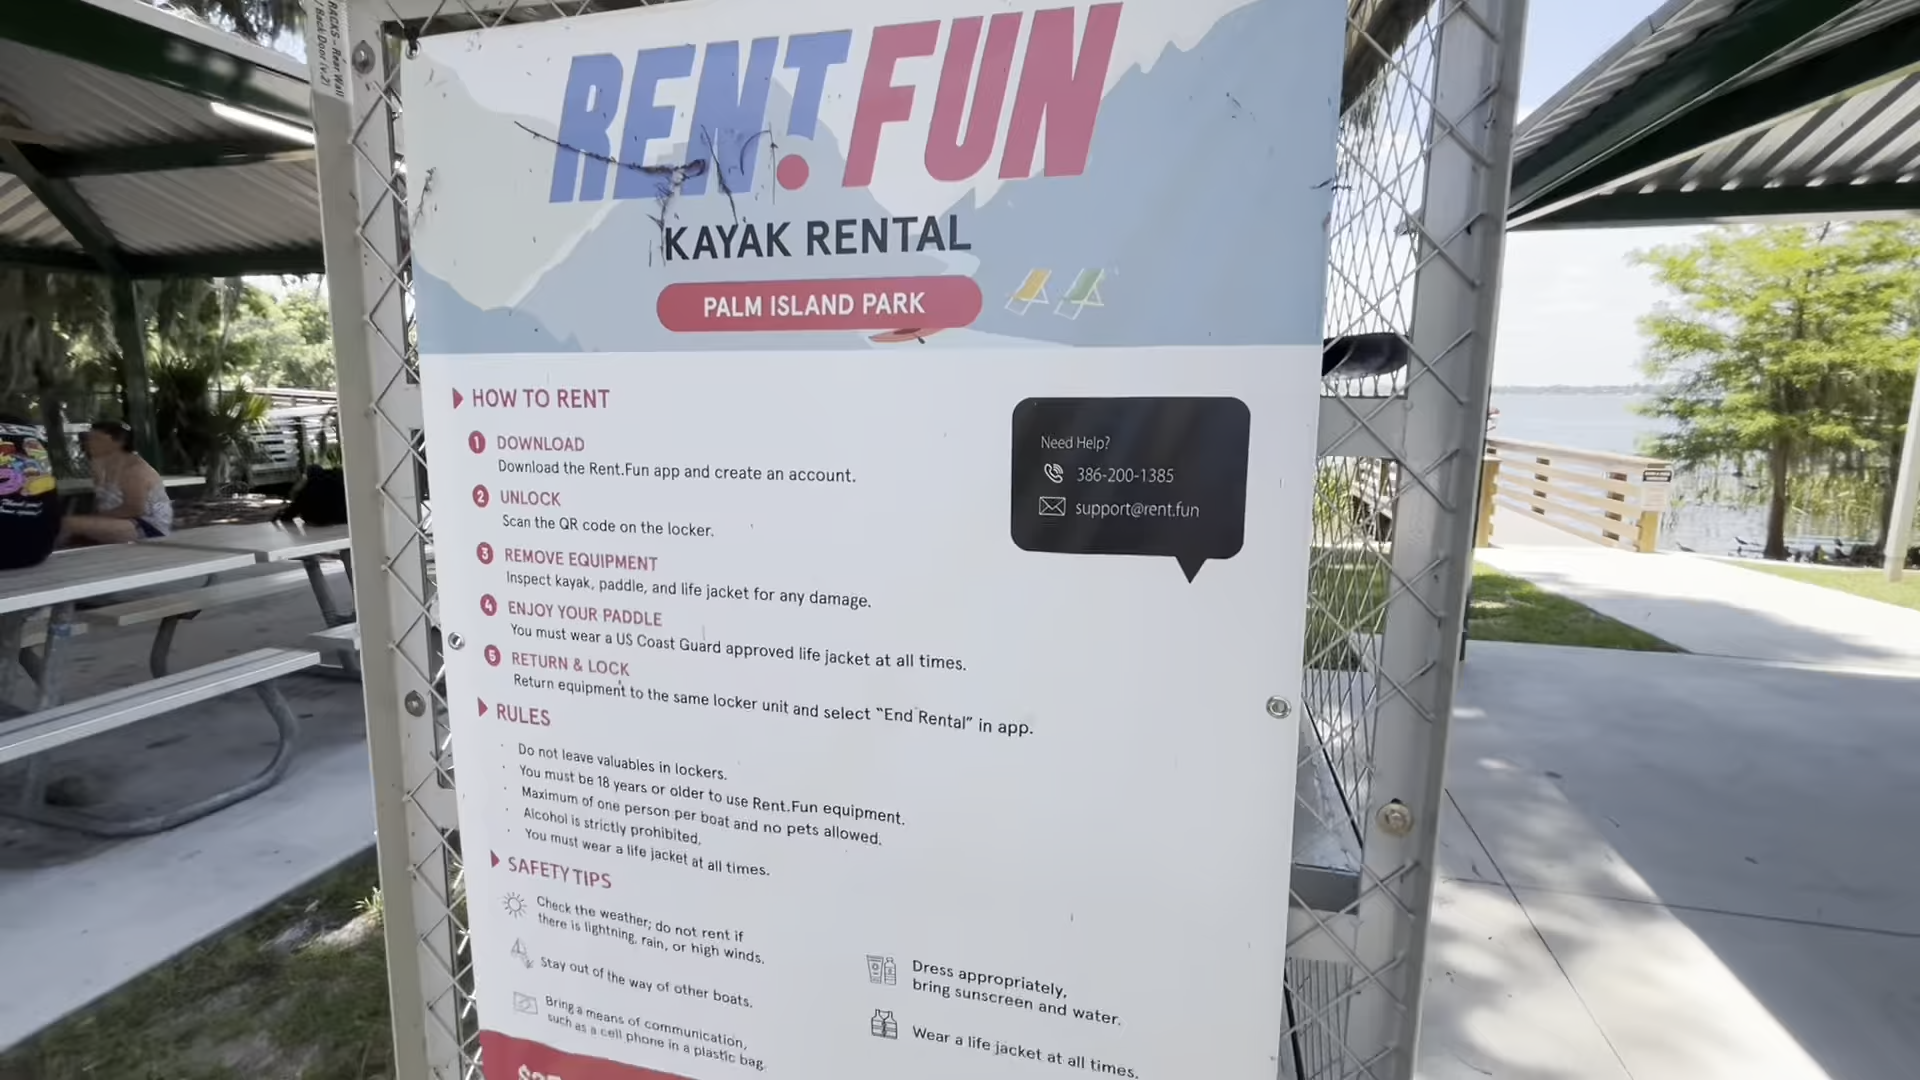 RACKS - Rear Wall
/ Back Door (v.2)
RENT.FUN
KAYAK RENTAL
PALM ISLAND PARK
HOW TO RENT
1 DOWNLOAD
Download the Rent.Fun app and create an account.
2 UNLOCK
Scan the QR code on the locker.
3 REMOVE EQUIPMENT
Inspect kayak, paddle, and life jacket for any damage.
4 ENJOY YOUR PADDLE
You must wear a US Coast Guard approved life jacket at all times.
5 RETURN & LOCK
Return equipment to the same locker unit and select “End Rental” in app.
Need Help?
386-200-1385
support@rent.fun
RULES
· Do not leave valuables in lockers.
· You must be 18 years or older to use Rent.Fun equipment.
· Maximum of one person per boat and no pets allowed.
· Alcohol is strictly prohibited,
· You must wear a life jacket at all times.
SAFETY TIPS
Check the weather; do not rent if
there is lightning, rain, or high winds.
Stay out of the way of other boats.
Bring a means of communication,
such as a cell phone in a plastic bag.
Dress appropriately,
bring sunscreen and water.
Wear a life jacket at all times.